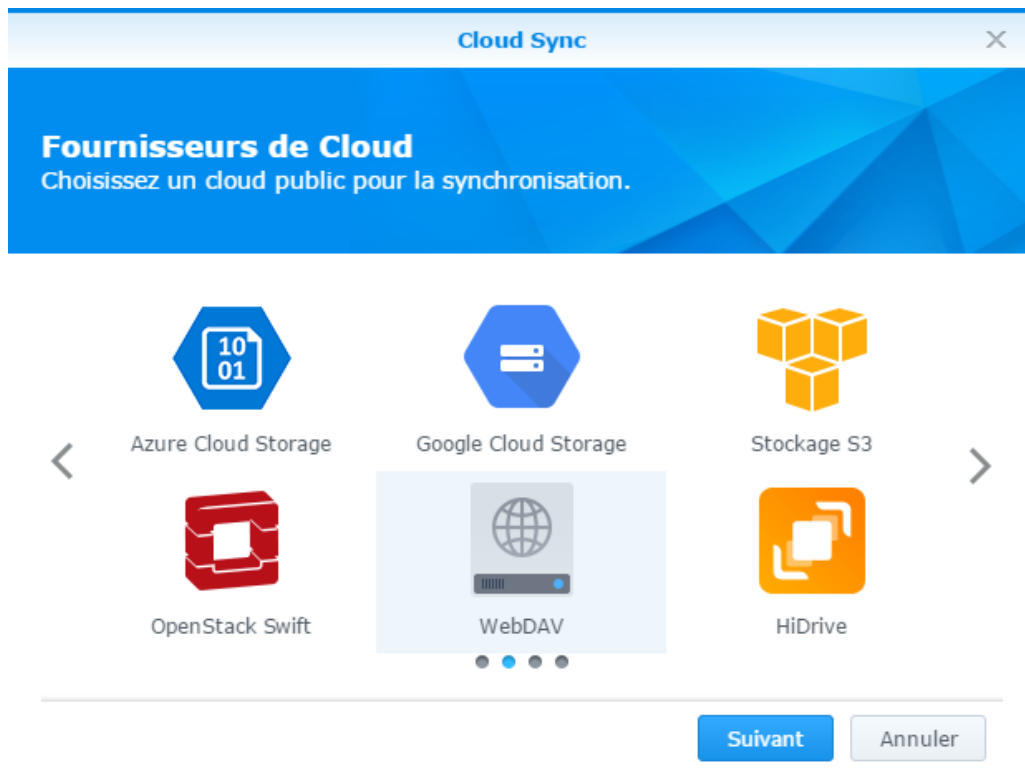 Cloud Sync
Fournisseurs de Cloud
Choisissez un cloud public pour la synchronisation.
10
01
Azure Cloud Storage
Google Cloud Storage
Stockage S3
OpenStack Swift
WebDAV
HiDrive
Suivant
Annuler